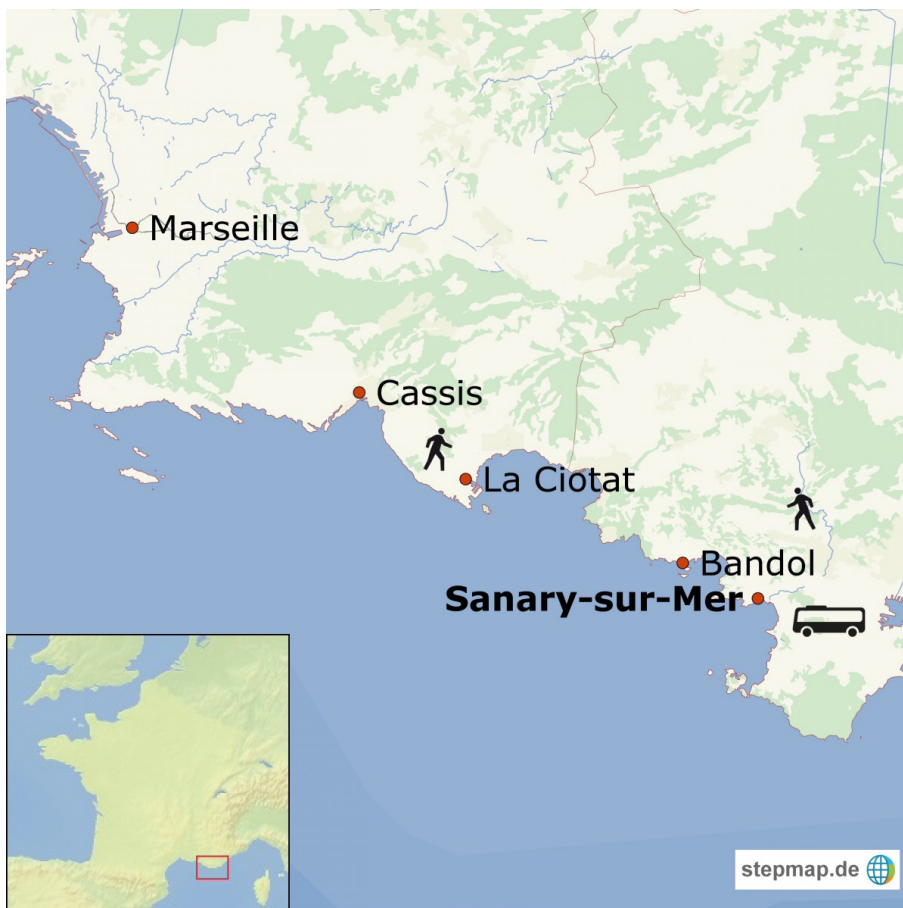 Marseille
Cassis
La Ciotat
Bandol
Sanary-sur-Mer
stepmap.de